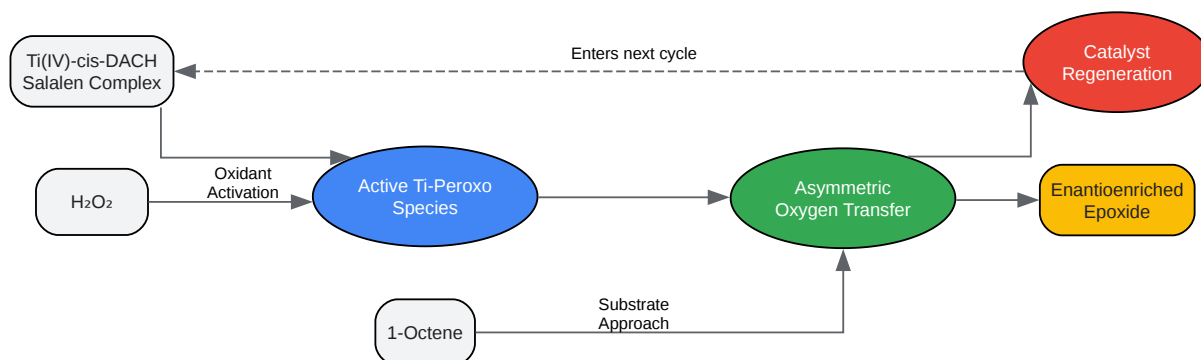 Ti(IV)-cis-DACH
Salalen Complex
Enters next cycle
Catalyst
Regeneration
H₂O₂
Oxidant
Activation
Active Ti-Peroxo
Species
Asymmetric
Oxygen Transfer
Enantioenriched
Epoxide
1-Octene
Substrate
Approach